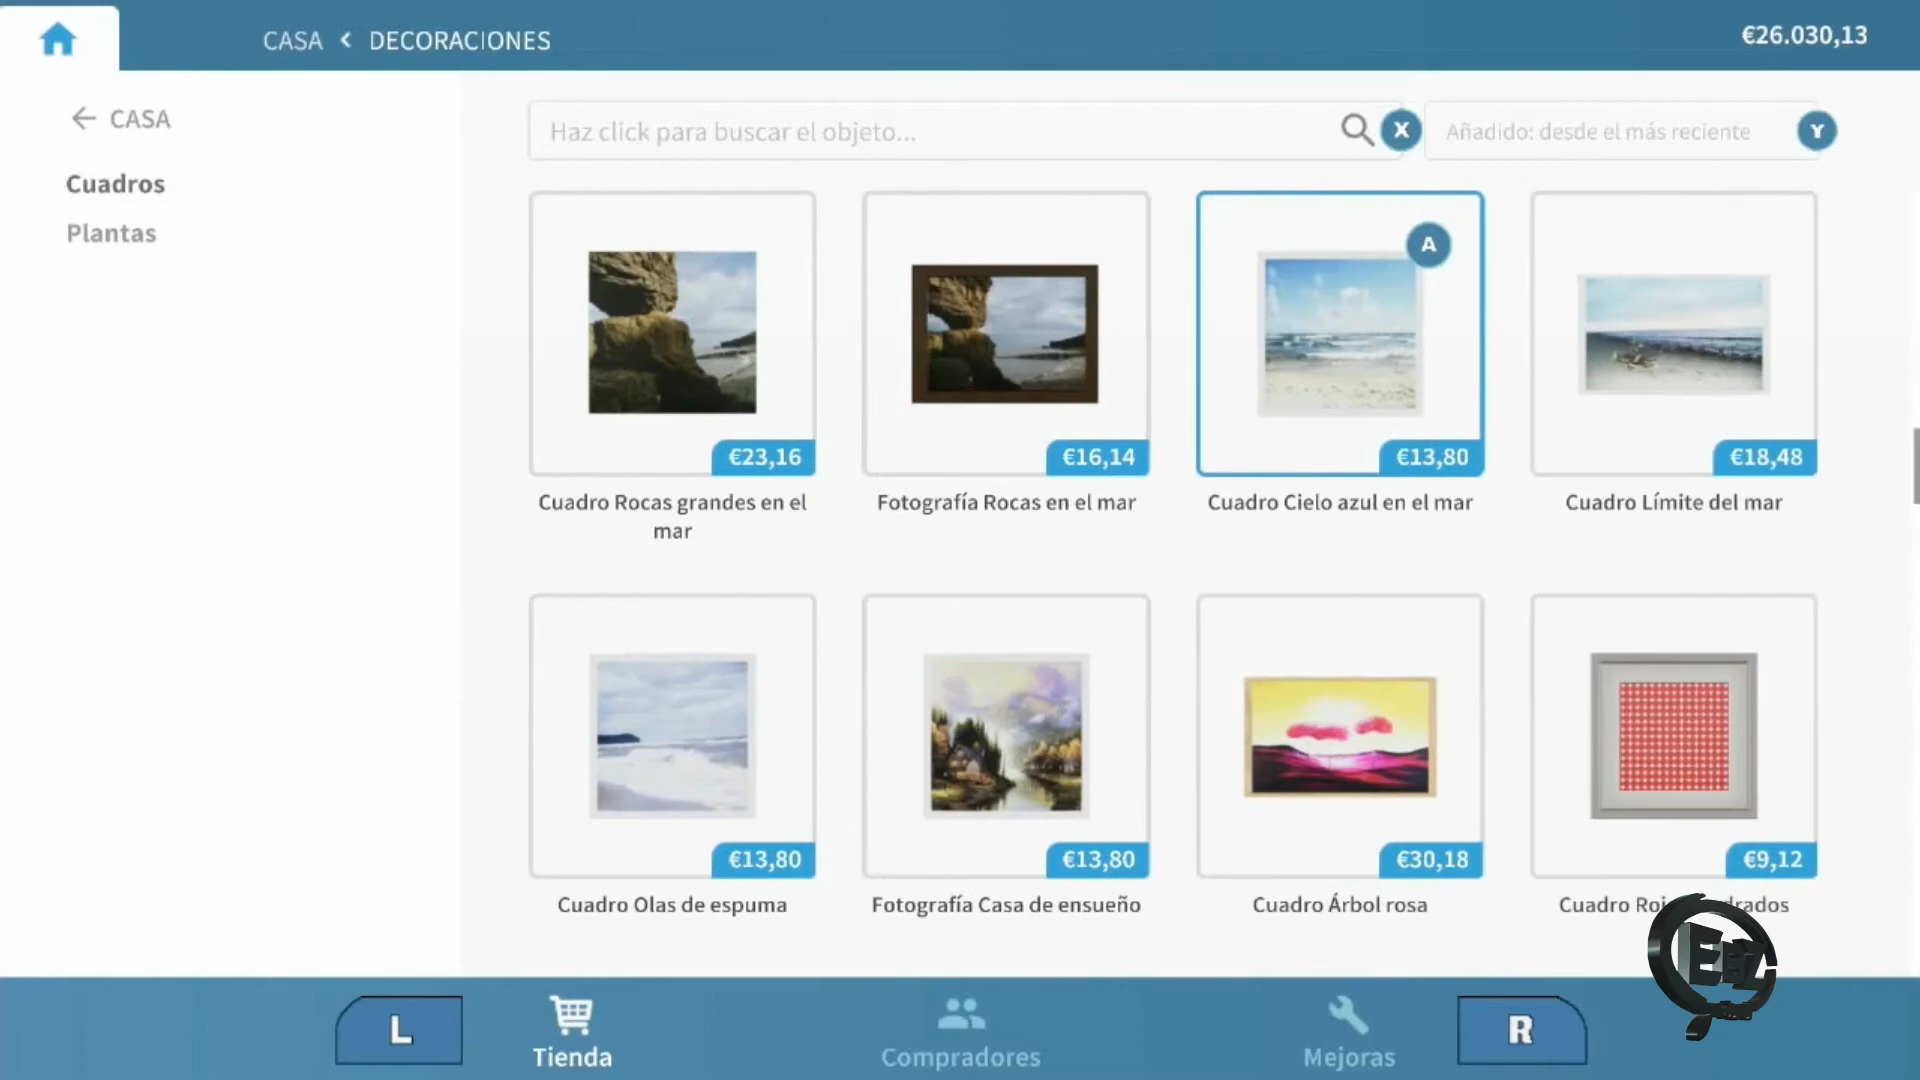 CASA < DECORACIONES
€26.030,13
← CASA
Cuadros
Plantas
Haz click para buscar el objeto...
X
Añadido: desde el más reciente
Y
A
€23,16
€16,14
€13,80
€18,48
Cuadro Rocas grandes en el
mar
Fotografía Rocas en el mar
Cuadro Cielo azul en el mar
Cuadro Límite del mar
€13,80
€13,80
€30,18
€9,12
Cuadro Olas de espuma
Fotografía Casa de ensueño
Cuadro Árbol rosa
Cuadro
L
Tienda
Compradores
Mejoras
R